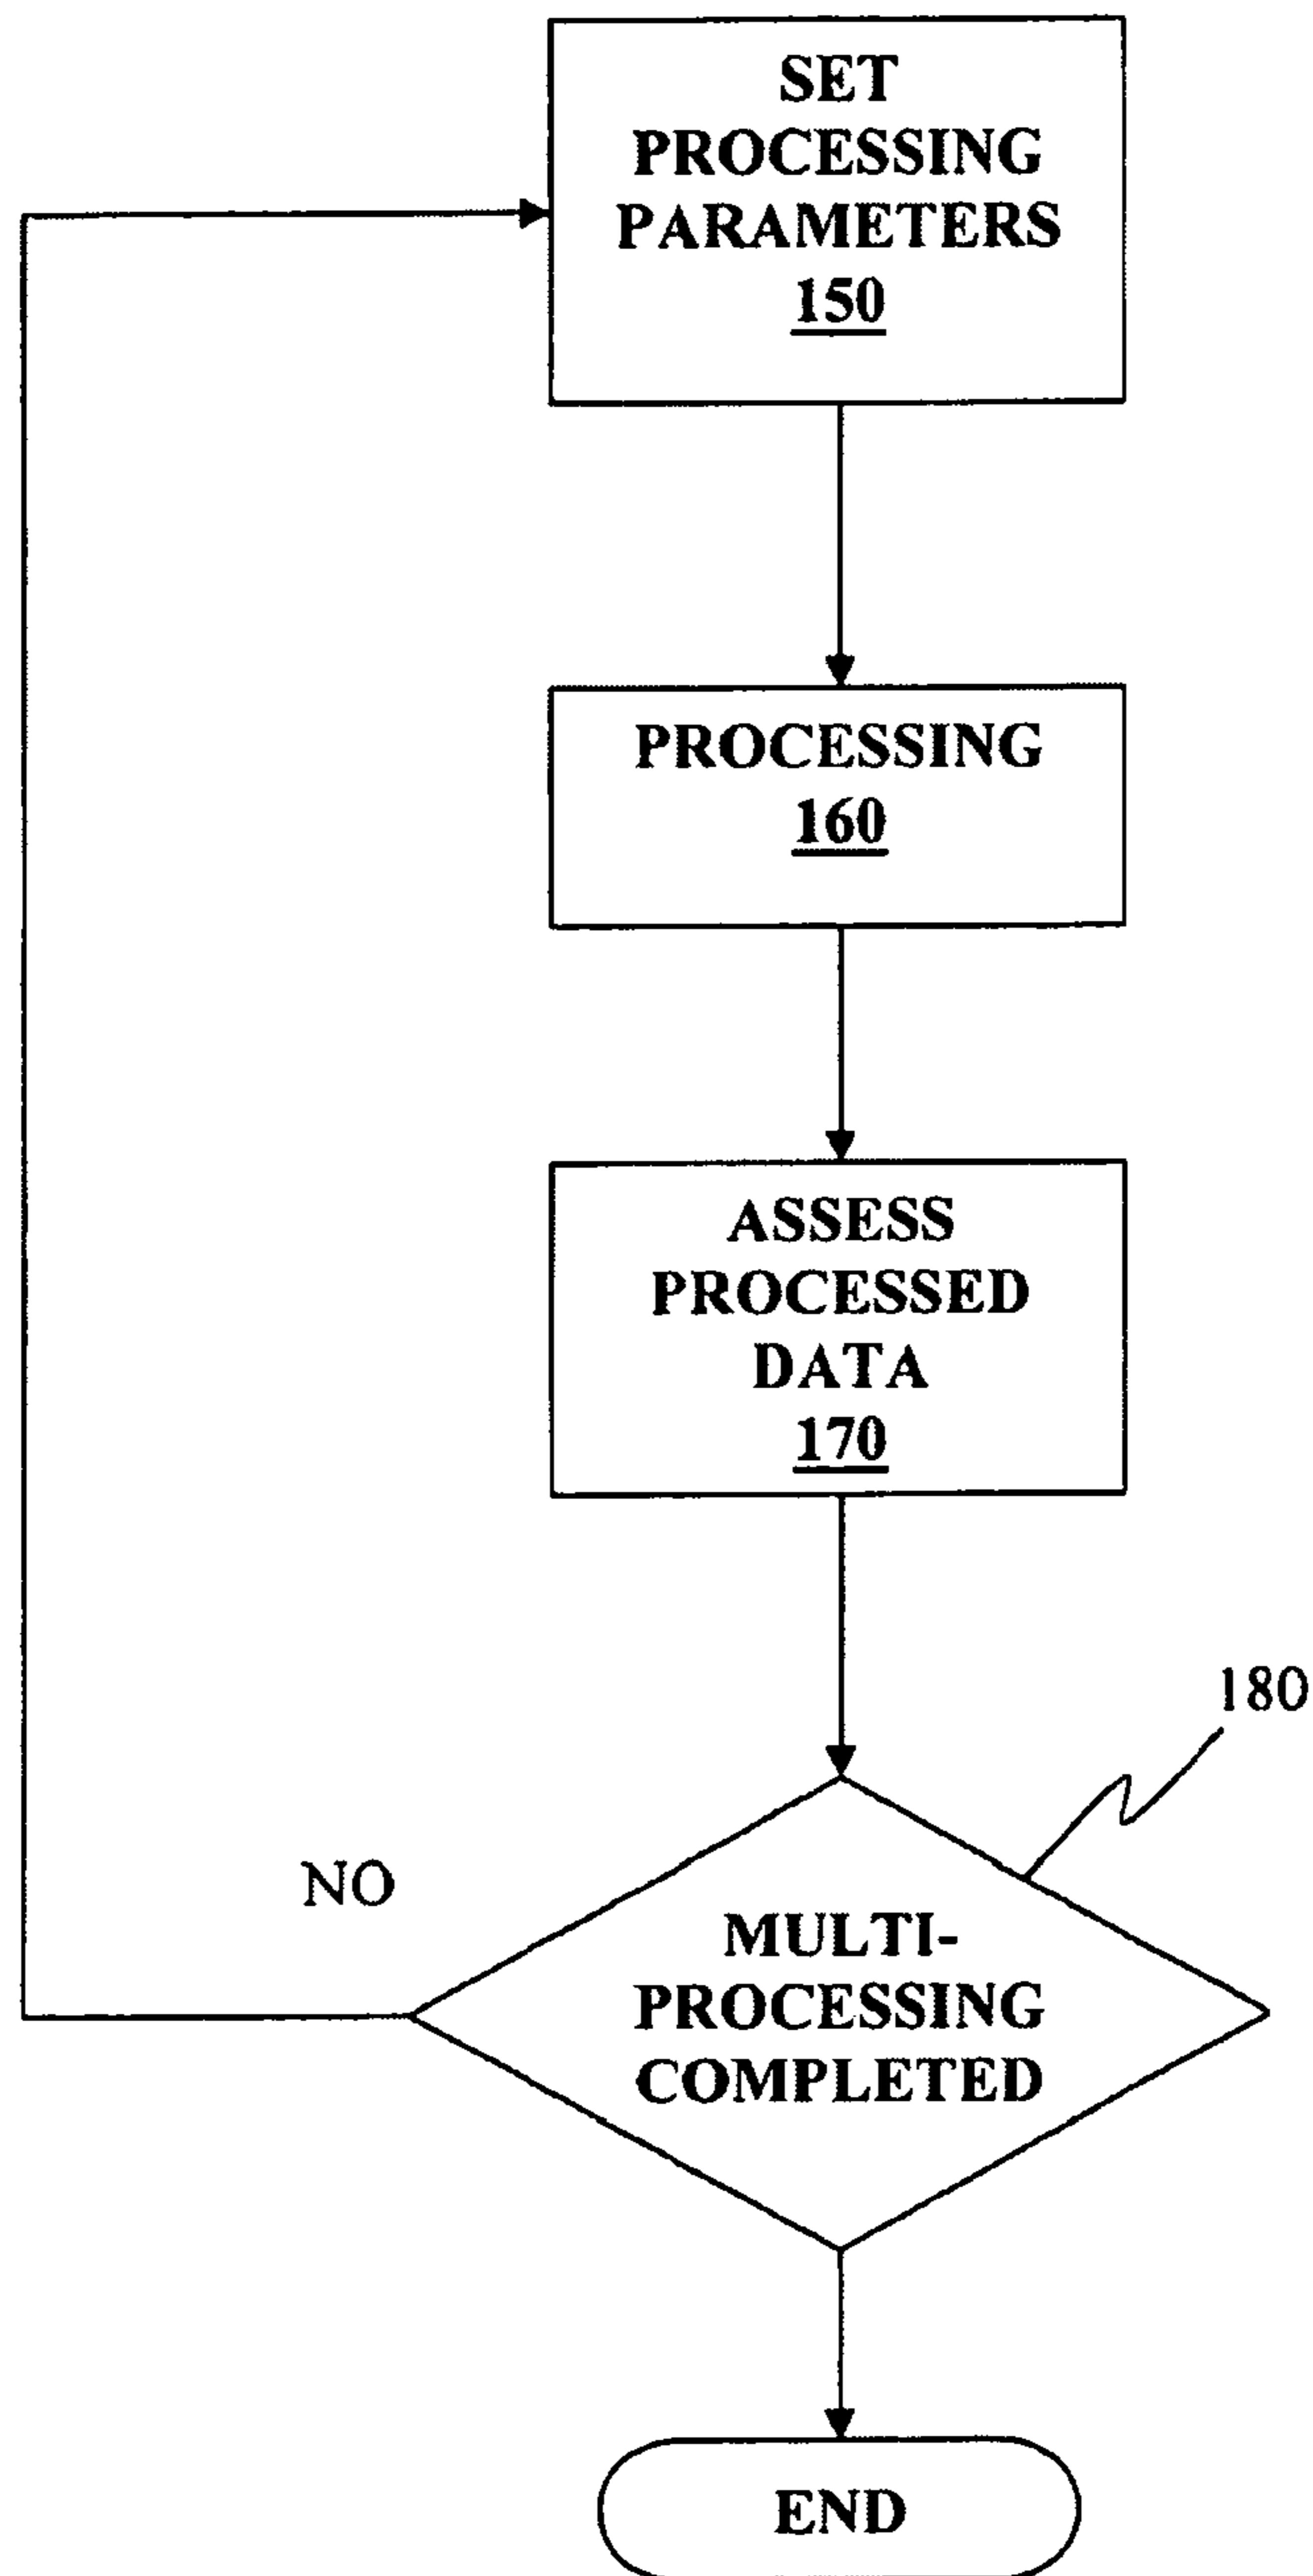 SET
PROCESSING
PARAMETERS
150
PROCESSING
160
ASSESS
PROCESSED
DATA
170
180
NO
MULTI-
PROCESSING
COMPLETED
END